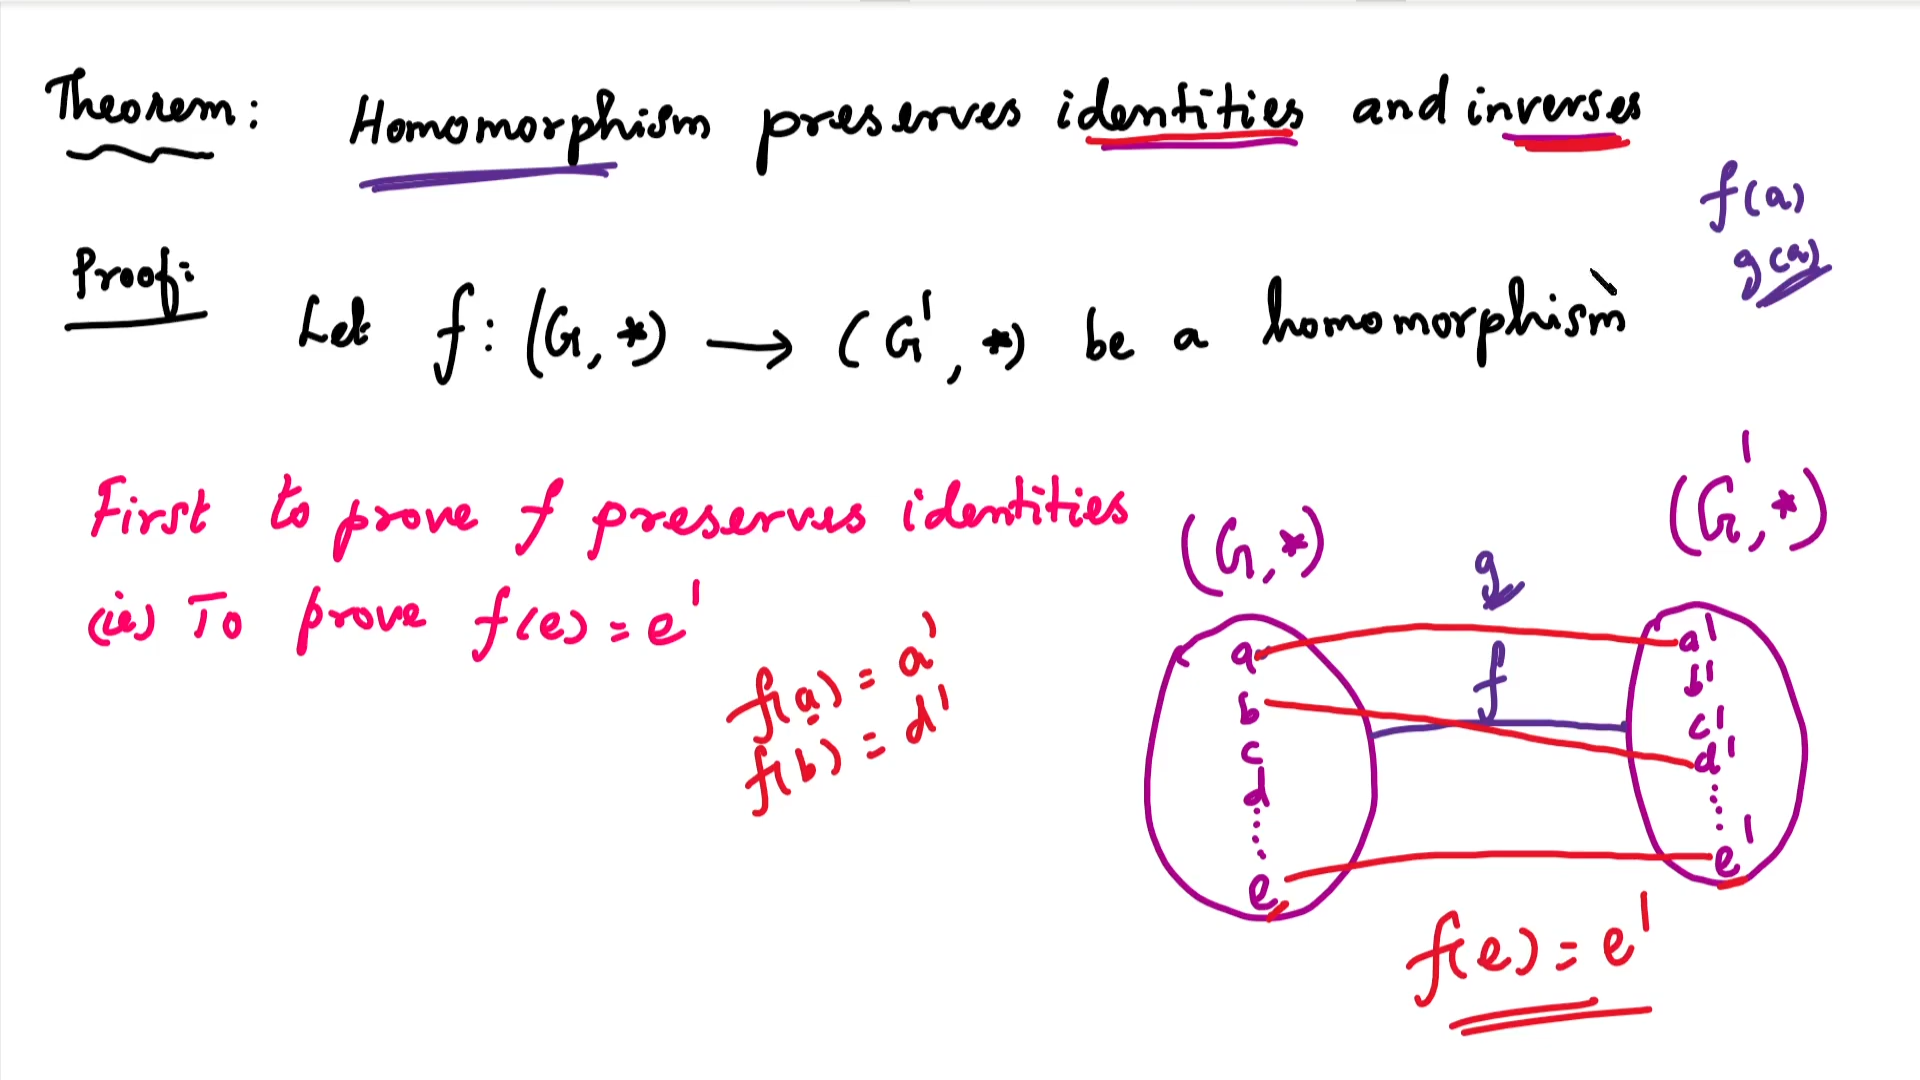 Theorem: Homomorphism preserves identities and inverses
f(a)
g(a)
Proof:
Let f: (G, *) → (G', *) be a homomorphism
First to prove f preserves identities
(ie) To prove f(e) = e'
f(a) = a'
f(b) = d'
(G, *)
(G', *)
g
f
a
b
c
d
⋮
e
a'
b'
c'
d'
⋮
e'
f(e) = e'